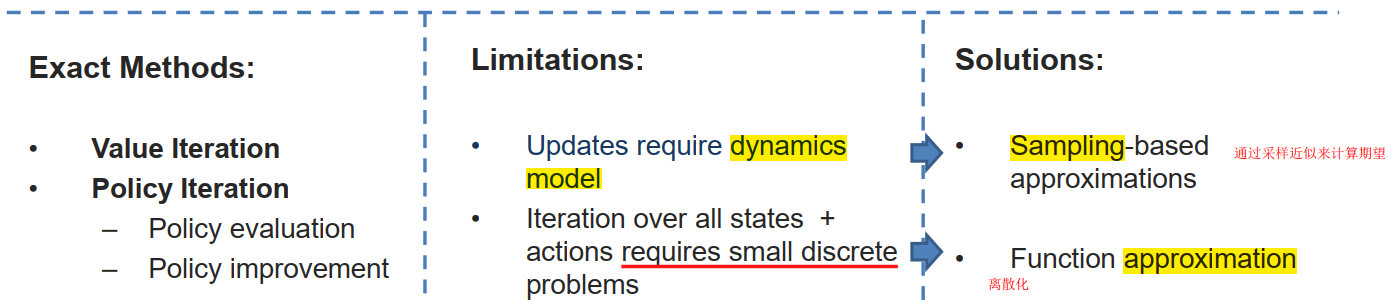 Exact Methods:
• Value Iteration
• Policy Iteration
– Policy evaluation
– Policy improvement
Limitations:
• Updates require dynamics
model
• Iteration over all states +
actions requires small discrete
problems
Solutions:
• Sampling-based
approximations
通过采样近似来计算期望
• Function approximation
离散化